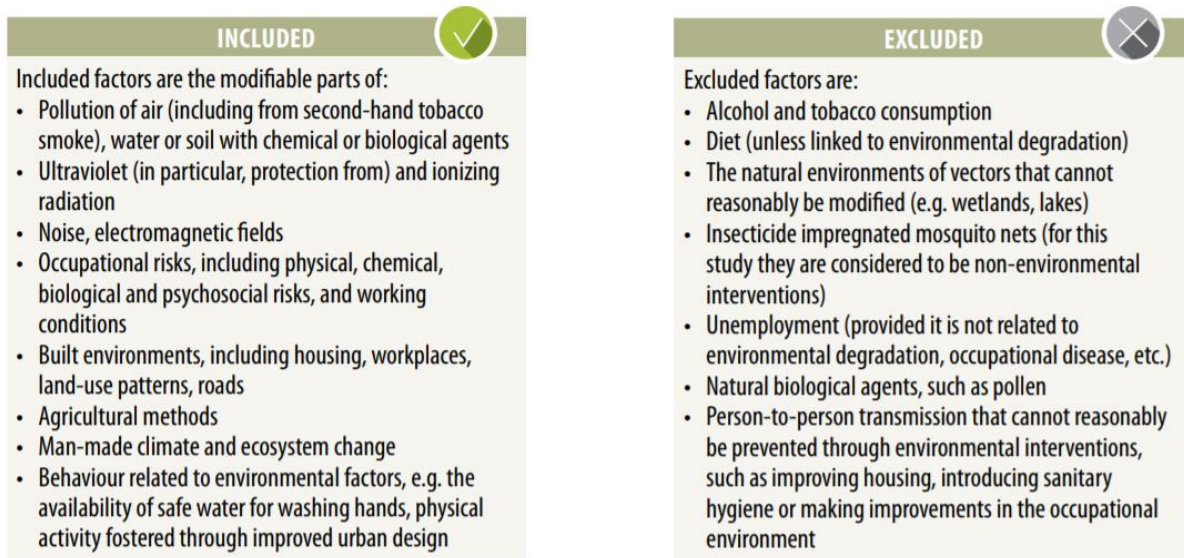 INCLUDED
Included factors are the modifiable parts of:
• Pollution of air (including from second-hand tobacco
smoke), water or soil with chemical or biological agents
• Ultraviolet (in particular, protection from) and ionizing
radiation
• Noise, electromagnetic fields
• Occupational risks, including physical, chemical,
biological and psychosocial risks, and working
conditions
• Built environments, including housing, workplaces,
land-use patterns, roads
• Agricultural methods
• Man-made climate and ecosystem change
• Behaviour related to environmental factors, e.g. the
availability of safe water for washing hands, physical
activity fostered through improved urban design
EXCLUDED
Excluded factors are:
• Alcohol and tobacco consumption
• Diet (unless linked to environmental degradation)
• The natural environments of vectors that cannot
reasonably be modified (e.g. wetlands, lakes)
• Insecticide impregnated mosquito nets (for this
study they are considered to be non-environmental
interventions)
• Unemployment (provided it is not related to
environmental degradation, occupational disease, etc.)
• Natural biological agents, such as pollen
• Person-to-person transmission that cannot reasonably
be prevented through environmental interventions,
such as improving housing, introducing sanitary
hygiene or making improvements in the occupational
environment